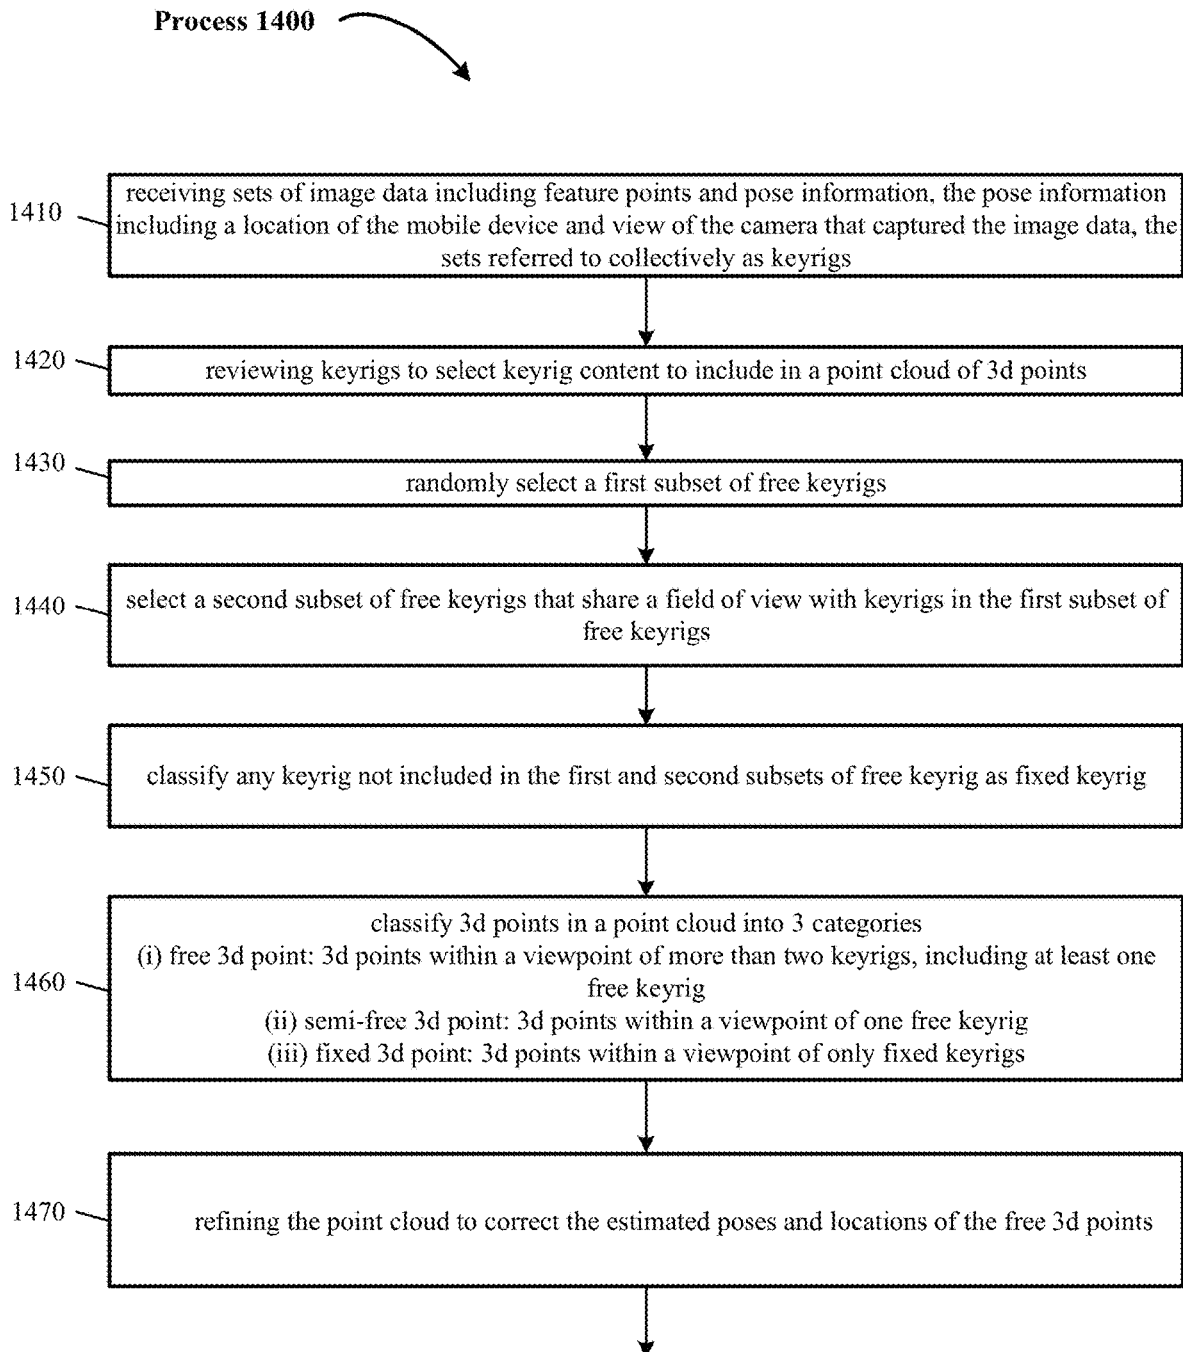 Process 1400
1410
receiving sets of image data including feature points and pose information, the pose information
including a location of the mobile device and view of the camera that captured the image data, the
sets referred to collectively as keyrigs
1420
reviewing keyrigs to select keyrig content to include in a point cloud of 3d points
1430
randomly select a first subset of free keyrigs
1440
select a second subset of free keyrigs that share a field of view with keyrigs in the first subset of
free keyrigs
1450
classify any keyrig not included in the first and second subsets of free keyrig as fixed keyrig
1460
classify 3d points in a point cloud into 3 categories
(i) free 3d point: 3d points within a viewpoint of more than two keyrigs, including at least one
free keyrig
(ii) semi-free 3d point: 3d points within a viewpoint of one free keyrig
(iii) fixed 3d point: 3d points within a viewpoint of only fixed keyrigs
1470
refining the point cloud to correct the estimated poses and locations of the free 3d points